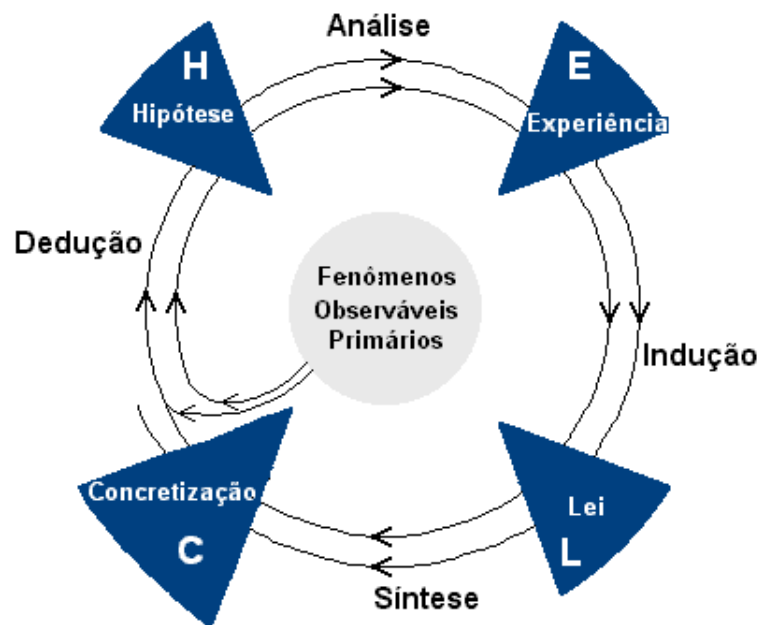 Análise
H
Hipótese
E
Experiência
Dedução
Fenômenos
Observáveis
Primários
Indução
Concretização
C
Lei
L
Síntese